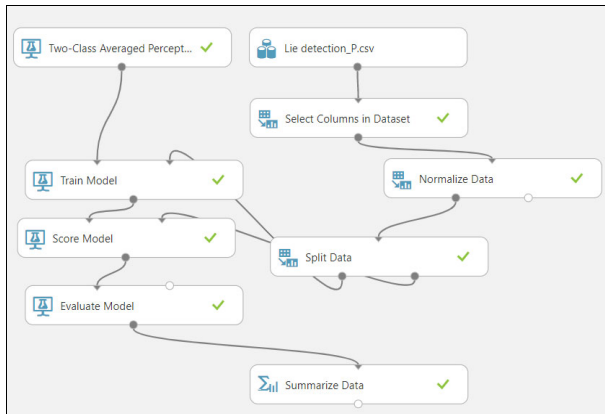 Two-Class Averaged Percept...
Lie detection_P.csv
Select Columns in Dataset
Train Model
Normalize Data
Score Model
Split Data
Evaluate Model
Summarize Data